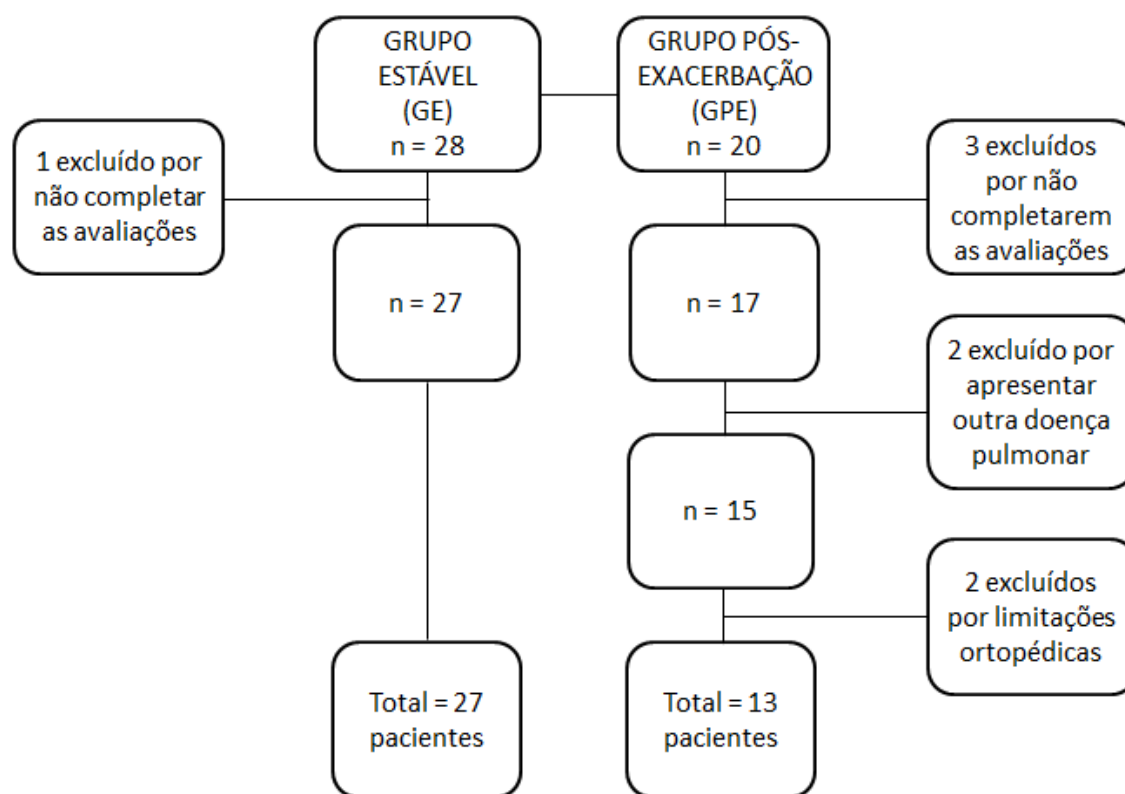 GRUPO
ESTÁVEL
(GE)
n = 28
GRUPO PÓS-
EXACERBAÇÃO
(GPE)
n = 20
1 excluído por
não completar
as avaliações
3 excluídos
por não
completarem
as avaliações
n = 27
n = 17
2 excluído por
apresentar
outra doença
pulmonar
n = 15
2 excluídos
por limitações
ortopédicas
Total = 27
pacientes
Total = 13
pacientes